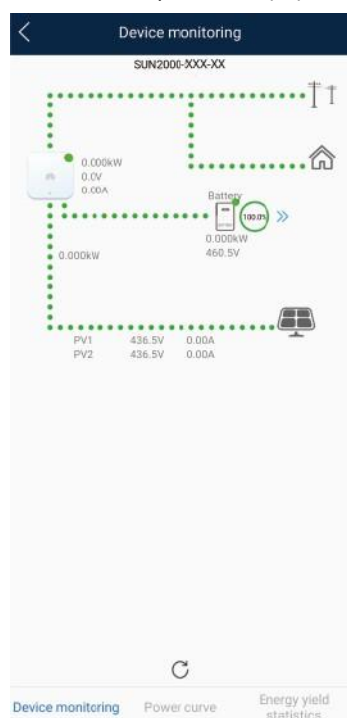 Device monitoring
SUN2000-XXX-XX
0.000kW
0.0V
0.00A
Battery
100.0%
0.000kW
460.5V
0.000kW
PV1 436.5V 0.00A
PV2 436.5V 0.00A
Device monitoring Power curve Energy yield
statistics